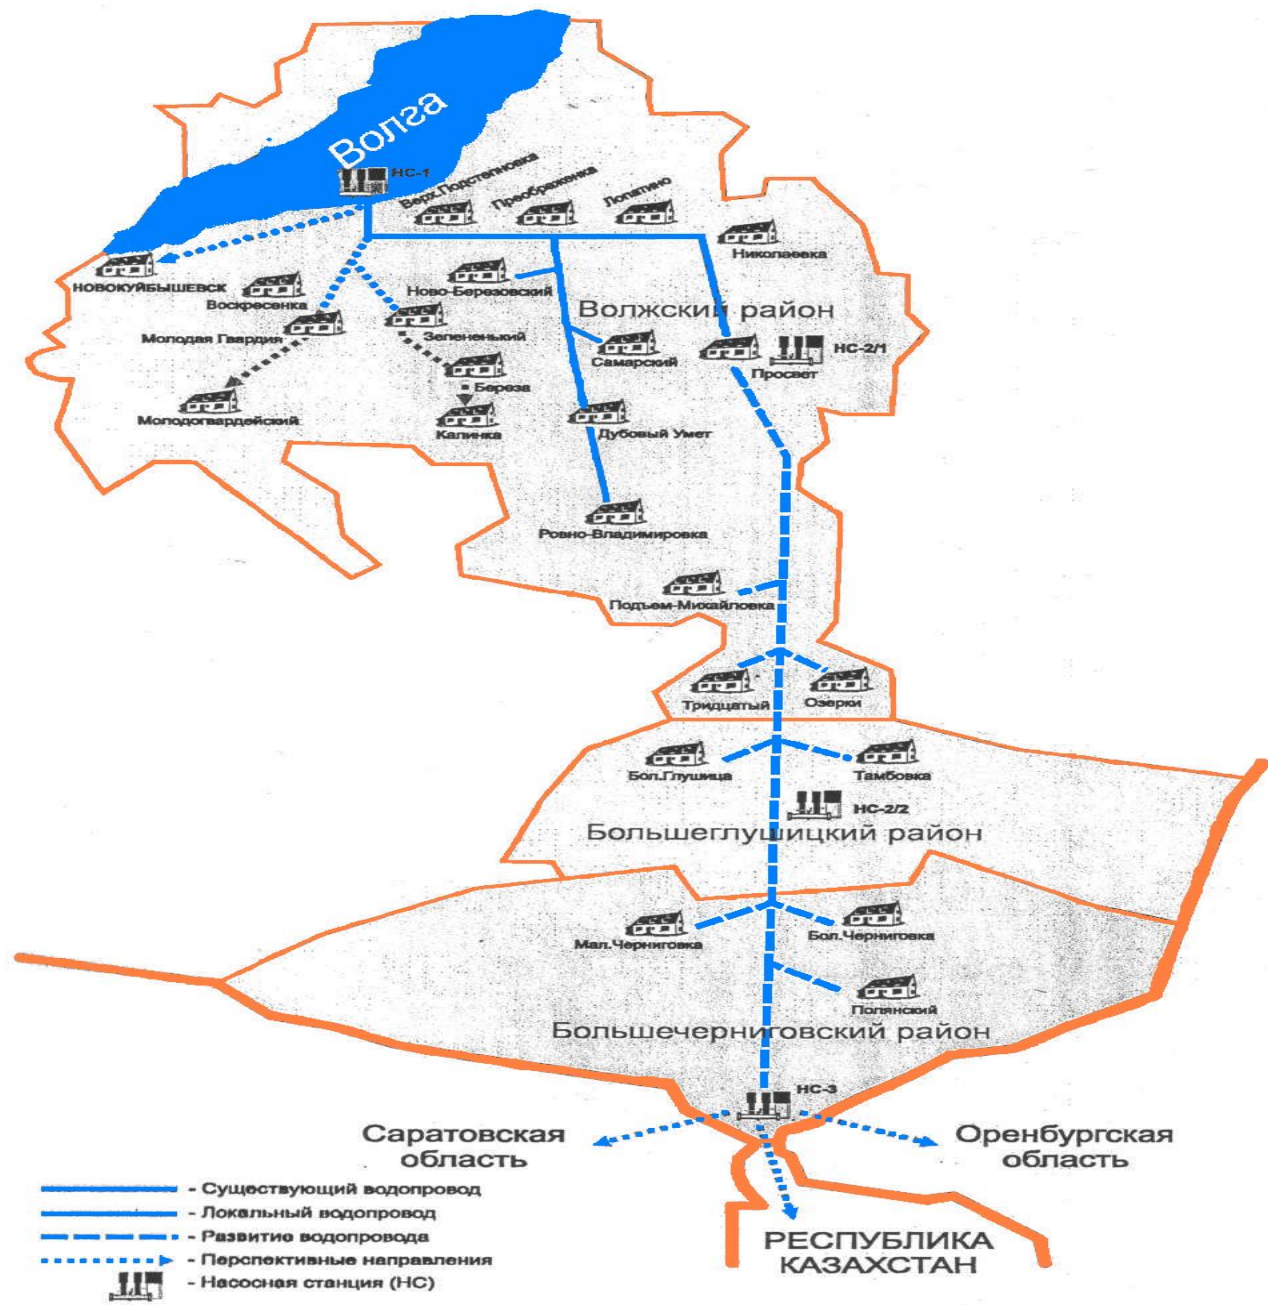 Волга
НС-1
Верх.Подстепновка
Преображенка
Лопатино
Николаевка
НОВОКУЙБЫШЕВСК
Воскресенка
Ново-Березовский
Волжский район
Молодая Гвардия
Зелененький
Самарский
НС-2/1
Просвет
Береза
Молодогвардейский
Калинка
Дубовый Умет
Ровно-Владимировка
Подъем-Михайловка
Тридцатый
Озерки
Бол.Глушица
Тамбовка
НС-2/2
Большеглушицкий район
Мал.Черниговка
Бол.Черниговка
Полянский
Большечерниговский район
НС-3
Саратовская
область
Оренбургская
область
РЕСПУБЛИКА
КАЗАХСТАН
- Существующий водопровод
- Локальный водопровод
- Развитие водопровода
- Перспективные направления
- Насосная станция (НС)